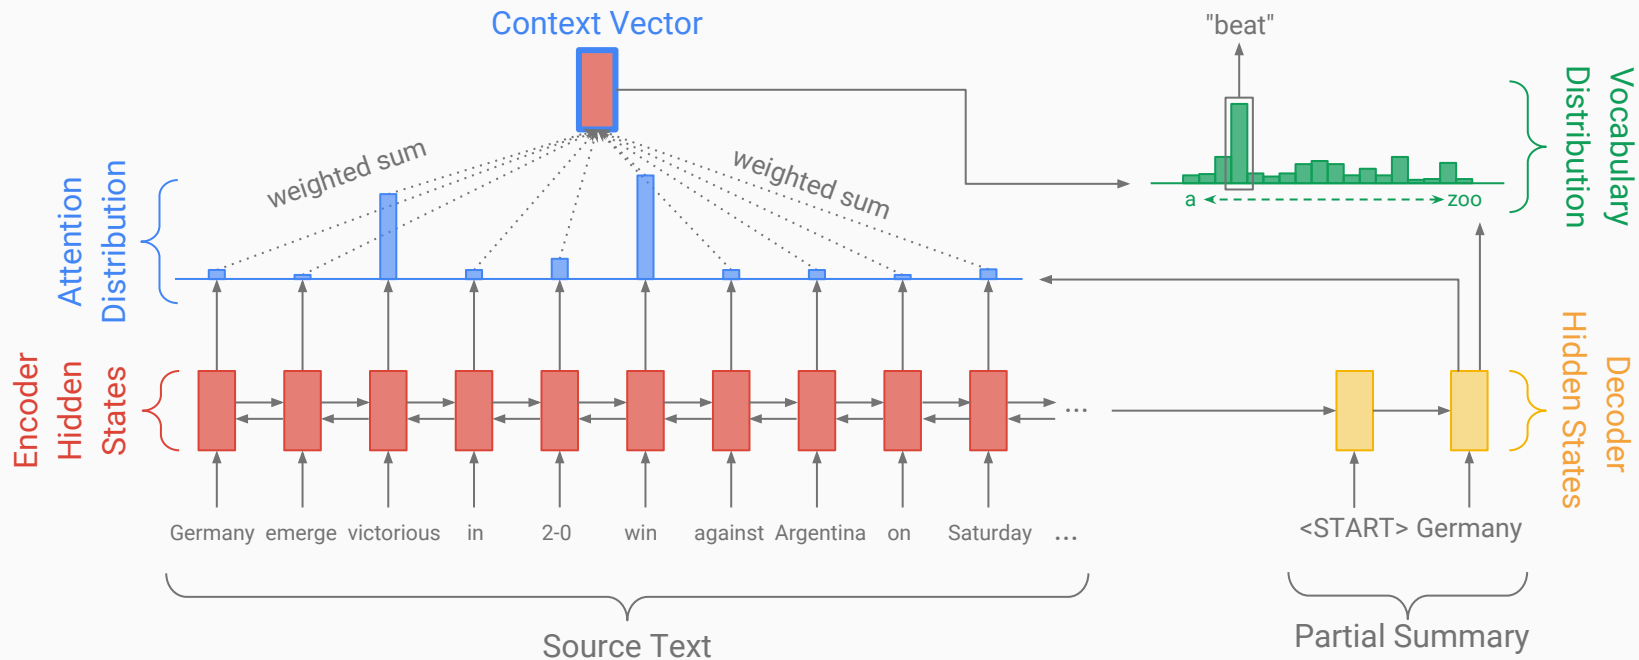 Context Vector
"beat"
weighted sum
weighted sum
Attention
Distribution
a
zoo
Vocabulary
Distribution
Encoder
Hidden
States
Decoder
Hidden States
...
Germany emerge victorious in 2-0 win against Argentina on Saturday ...
<START> Germany
Source Text
Partial Summary